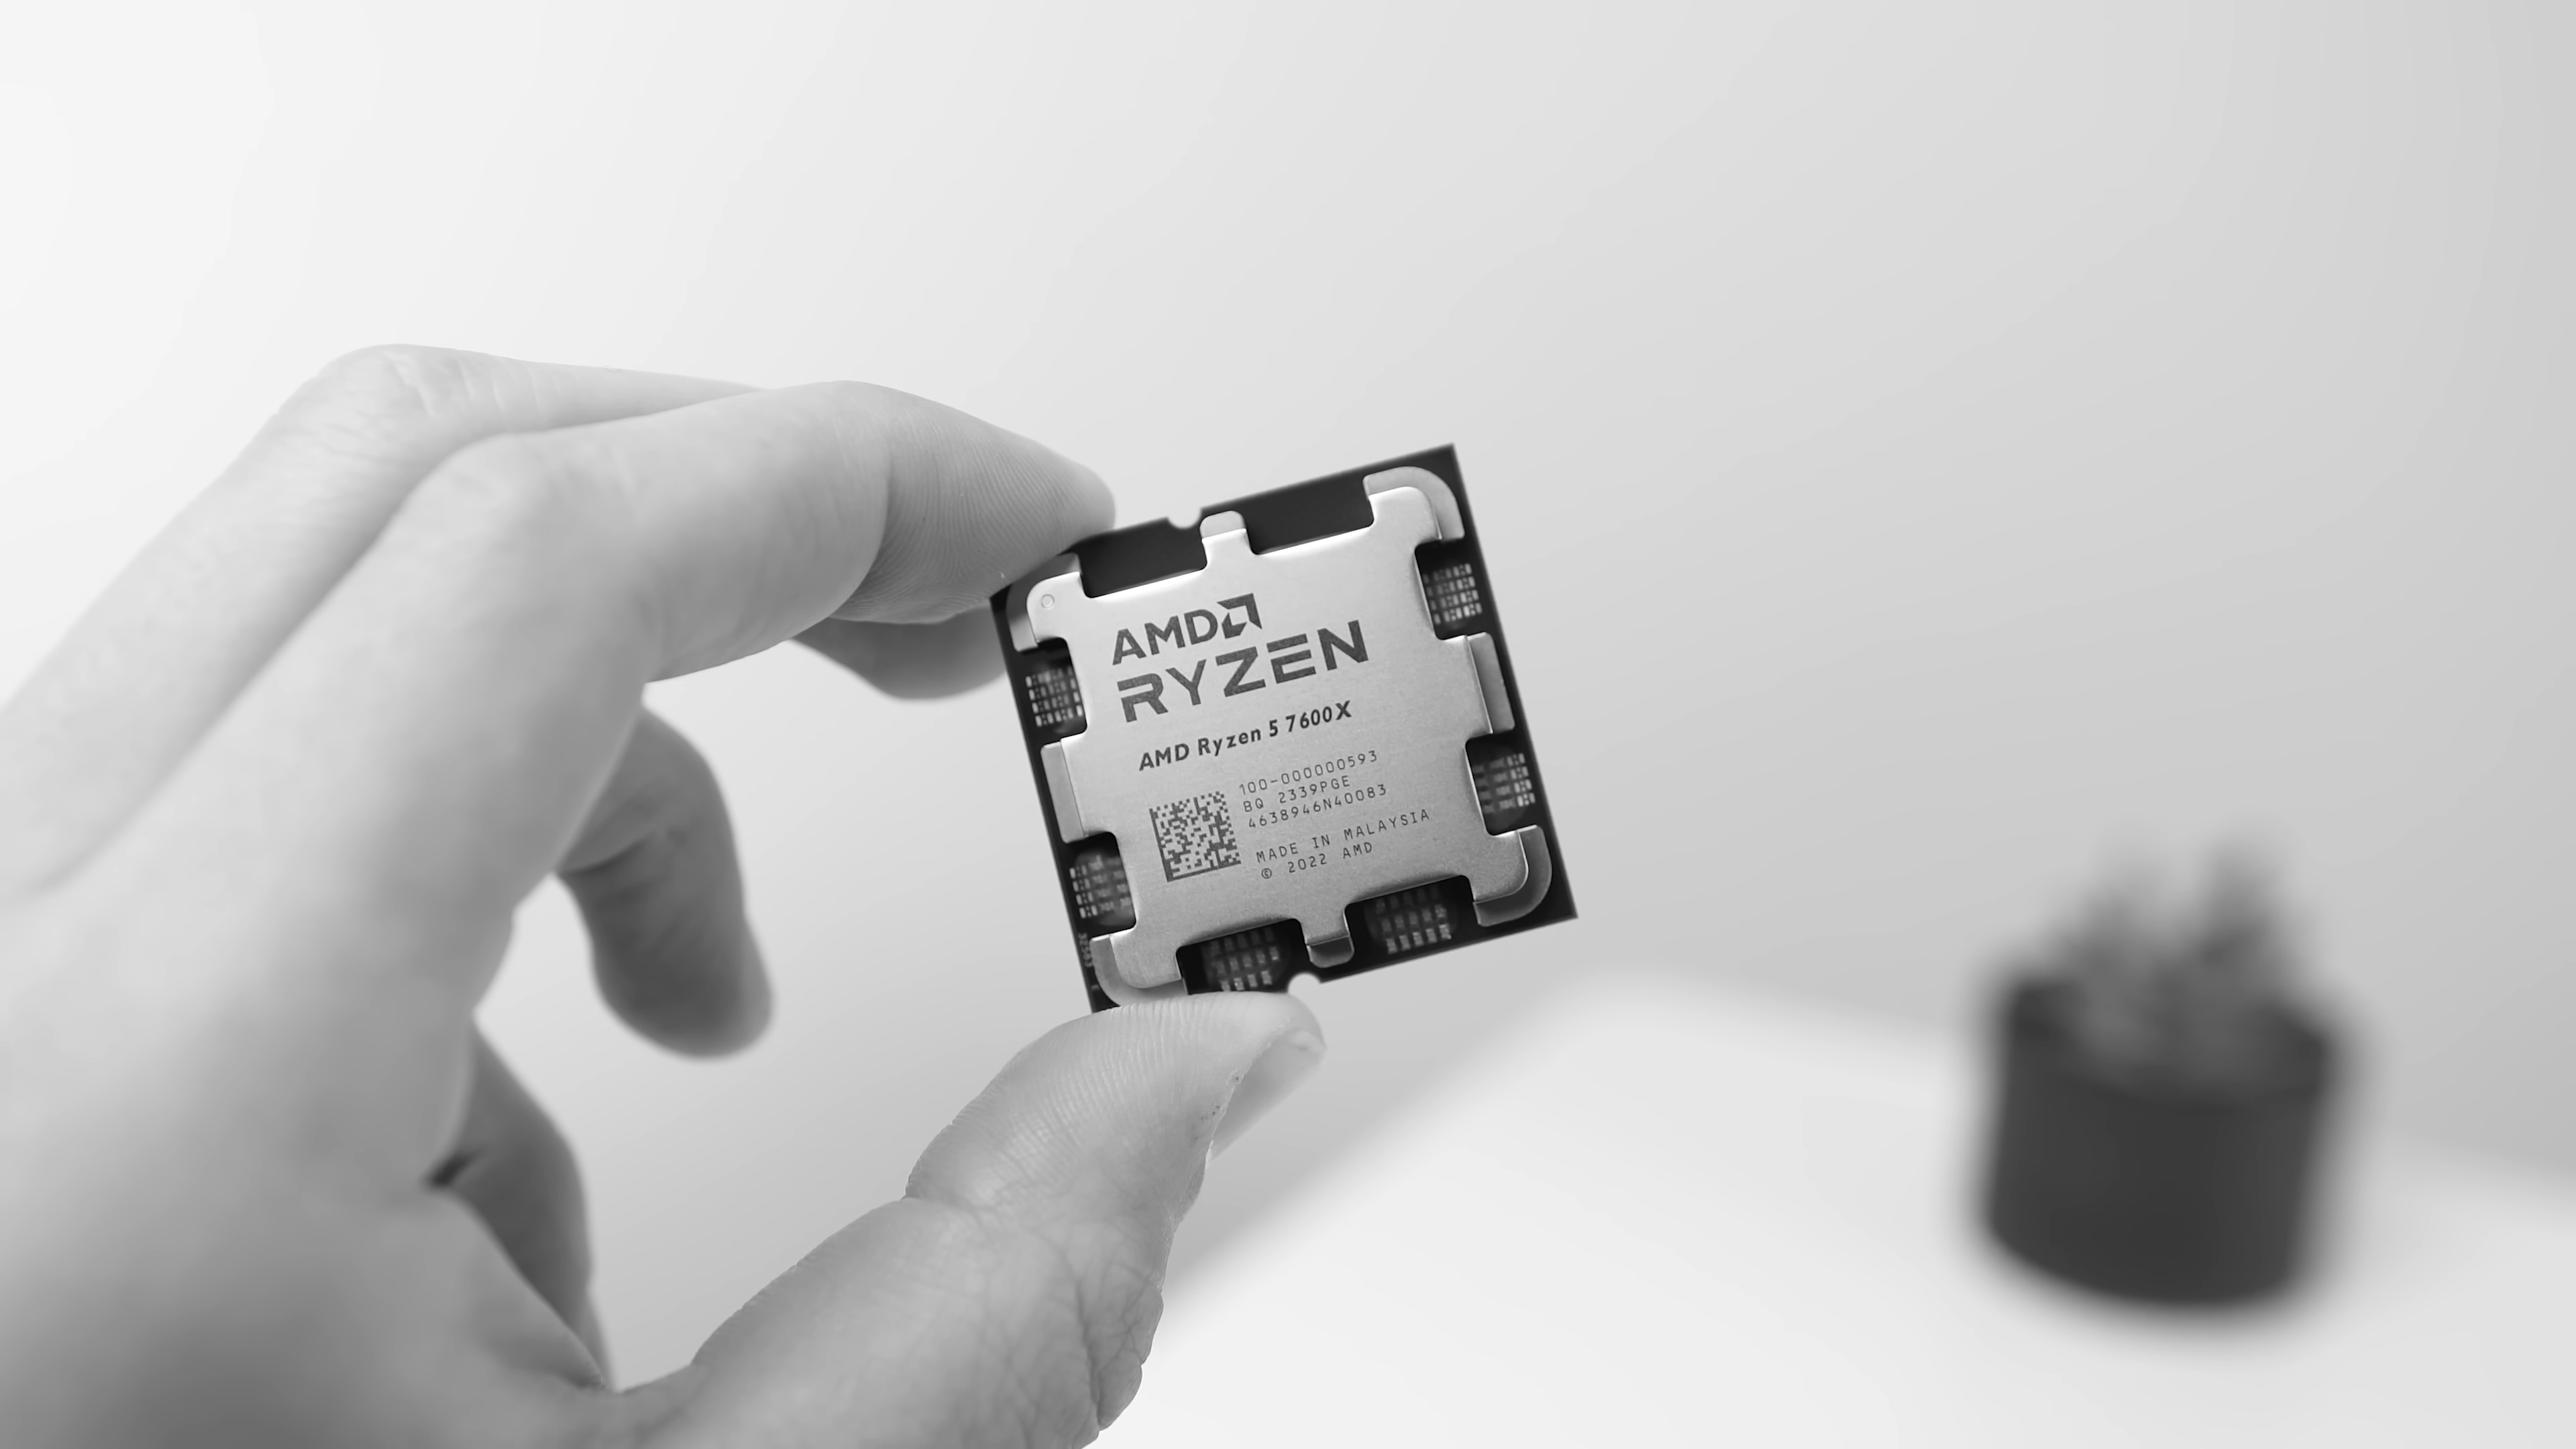 AMD
RYZEN
AMD Ryzen 5 7600X
100-000000593
BQ 2339PGE
4638946N40083
MADE IN MALAYSIA
© 2022 AMD